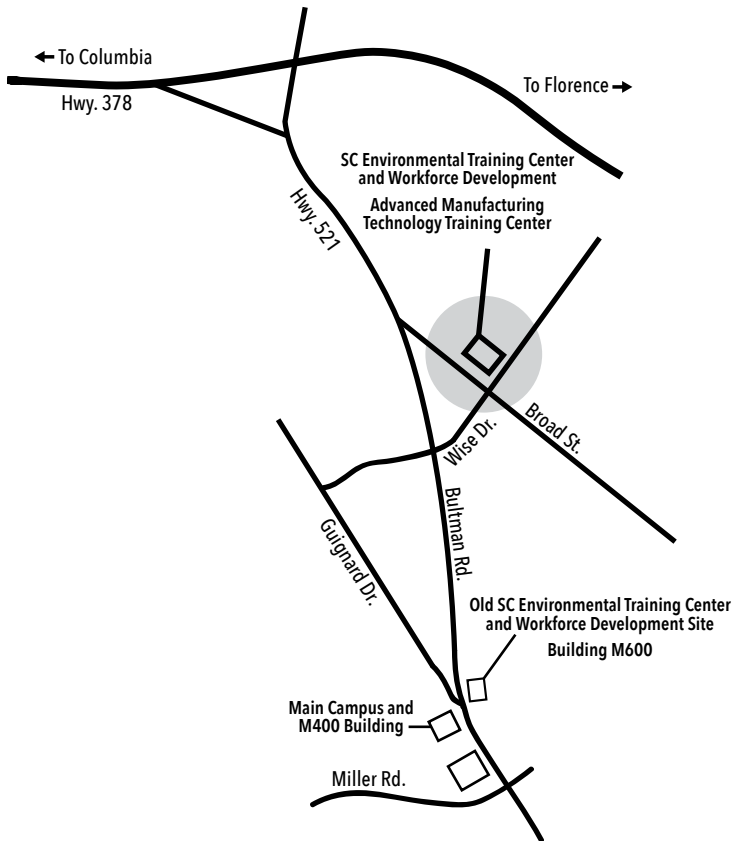 To Columbia
Hwy. 378
To Florence
SC Environmental Training Center
and Workforce Development
Advanced Manufacturing
Technology Training Center
Hwy. 521
Broad St.
Wise Dr.
Bultman Rd.
Guignard Dr.
Old SC Environmental Training Center
and Workforce Development Site
Building M600
Main Campus and
M400 Building
Miller Rd.